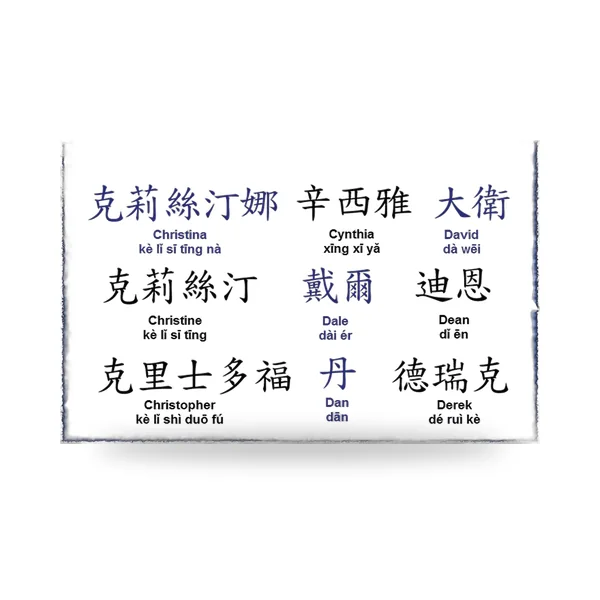 克莉絲汀娜 辛西雅 大衛
Christina Cynthia David
kè lǐ sī tīng nà xīng xī yǎ dà wēi
克莉絲汀 戴爾 迪恩
Christine Dale Dean
kè lǐ sī tīng dài ér dǐ ēn
克里士多福 丹 德瑞克
Christopher Dan Derek
kè lǐ shì duō fú dān dé ruì kè